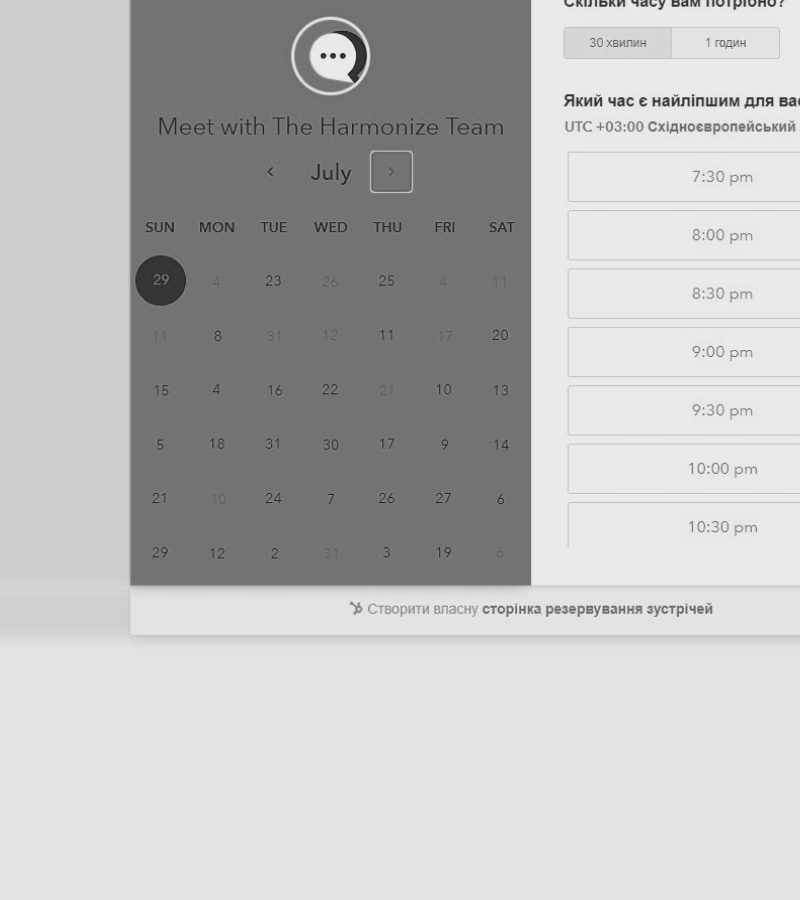 Скільки часу вам потрібно?
30 хвилин 1 годин
Meet with The Harmonize Team
July
SUN MON TUE WED THU FRI SAT
29 4 23 26 25 4 11
11 8 31 12 11 17 20
15 4 16 22 21 10 13
5 18 31 30 17 9 14
21 10 24 7 26 27 6
29 12 2 31 3 19 6
Який час є найліпшим для вас
UTC +03:00 Східноєвропейський
7:30 pm
8:00 pm
8:30 pm
9:00 pm
9:30 pm
10:00 pm
10:30 pm
Створити власну сторінка резервування зустрічей